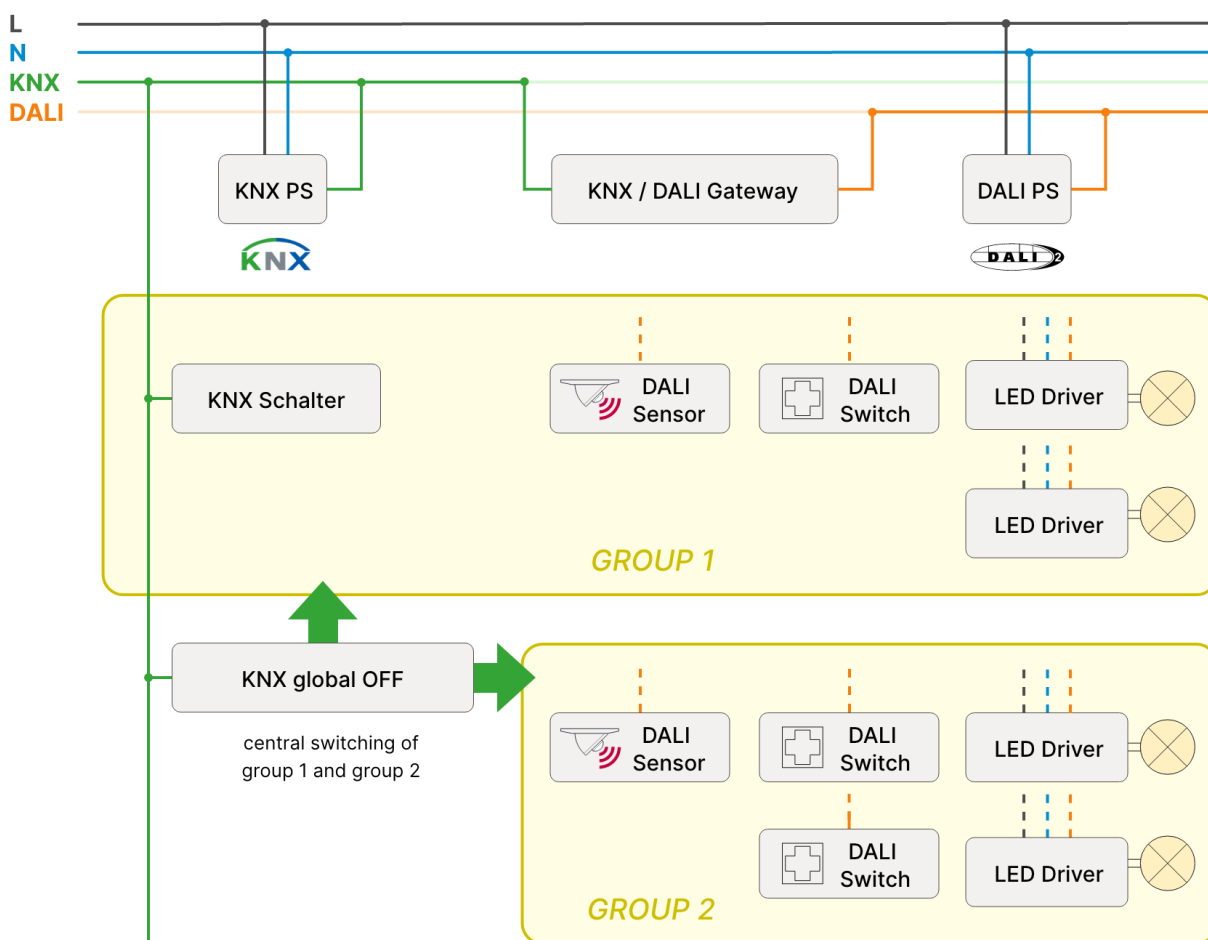 L
N
KNX
DALI
KNX PS
KNX / DALI Gateway
DALI PS
KNX
DALI 2
KNX Schalter
DALI
Sensor
DALI
Switch
LED Driver
LED Driver
GROUP 1
KNX global OFF
central switching of
group 1 and group 2
DALI
Sensor
DALI
Switch
LED Driver
DALI
Switch
LED Driver
GROUP 2